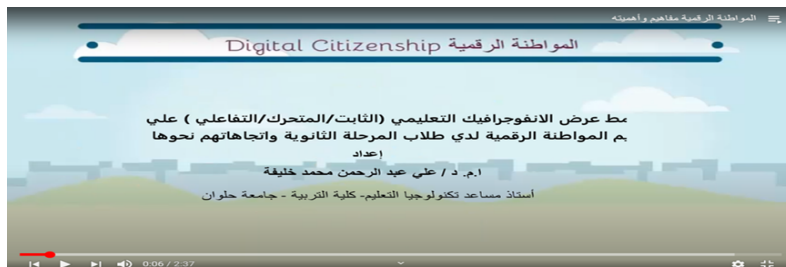 المواطنة الرقمية مفاهيم وأهميته
المواطنة الرقمية Digital Citizenship
مط عرض الانفوجرافيك التعليمي (الثابت/المتحرك/التفاعلي ) علي
يم المواطنة الرقمية لدي طلاب المرحلة الثانوية واتجاهاتهم نحوها
إعداد
ا.م. د / علي عبد الرحمن محمد خليفة
أستاذ مساعد تكنولوجيا التعليم- كلية التربية - جامعة حلوان
0:06 / 2:37